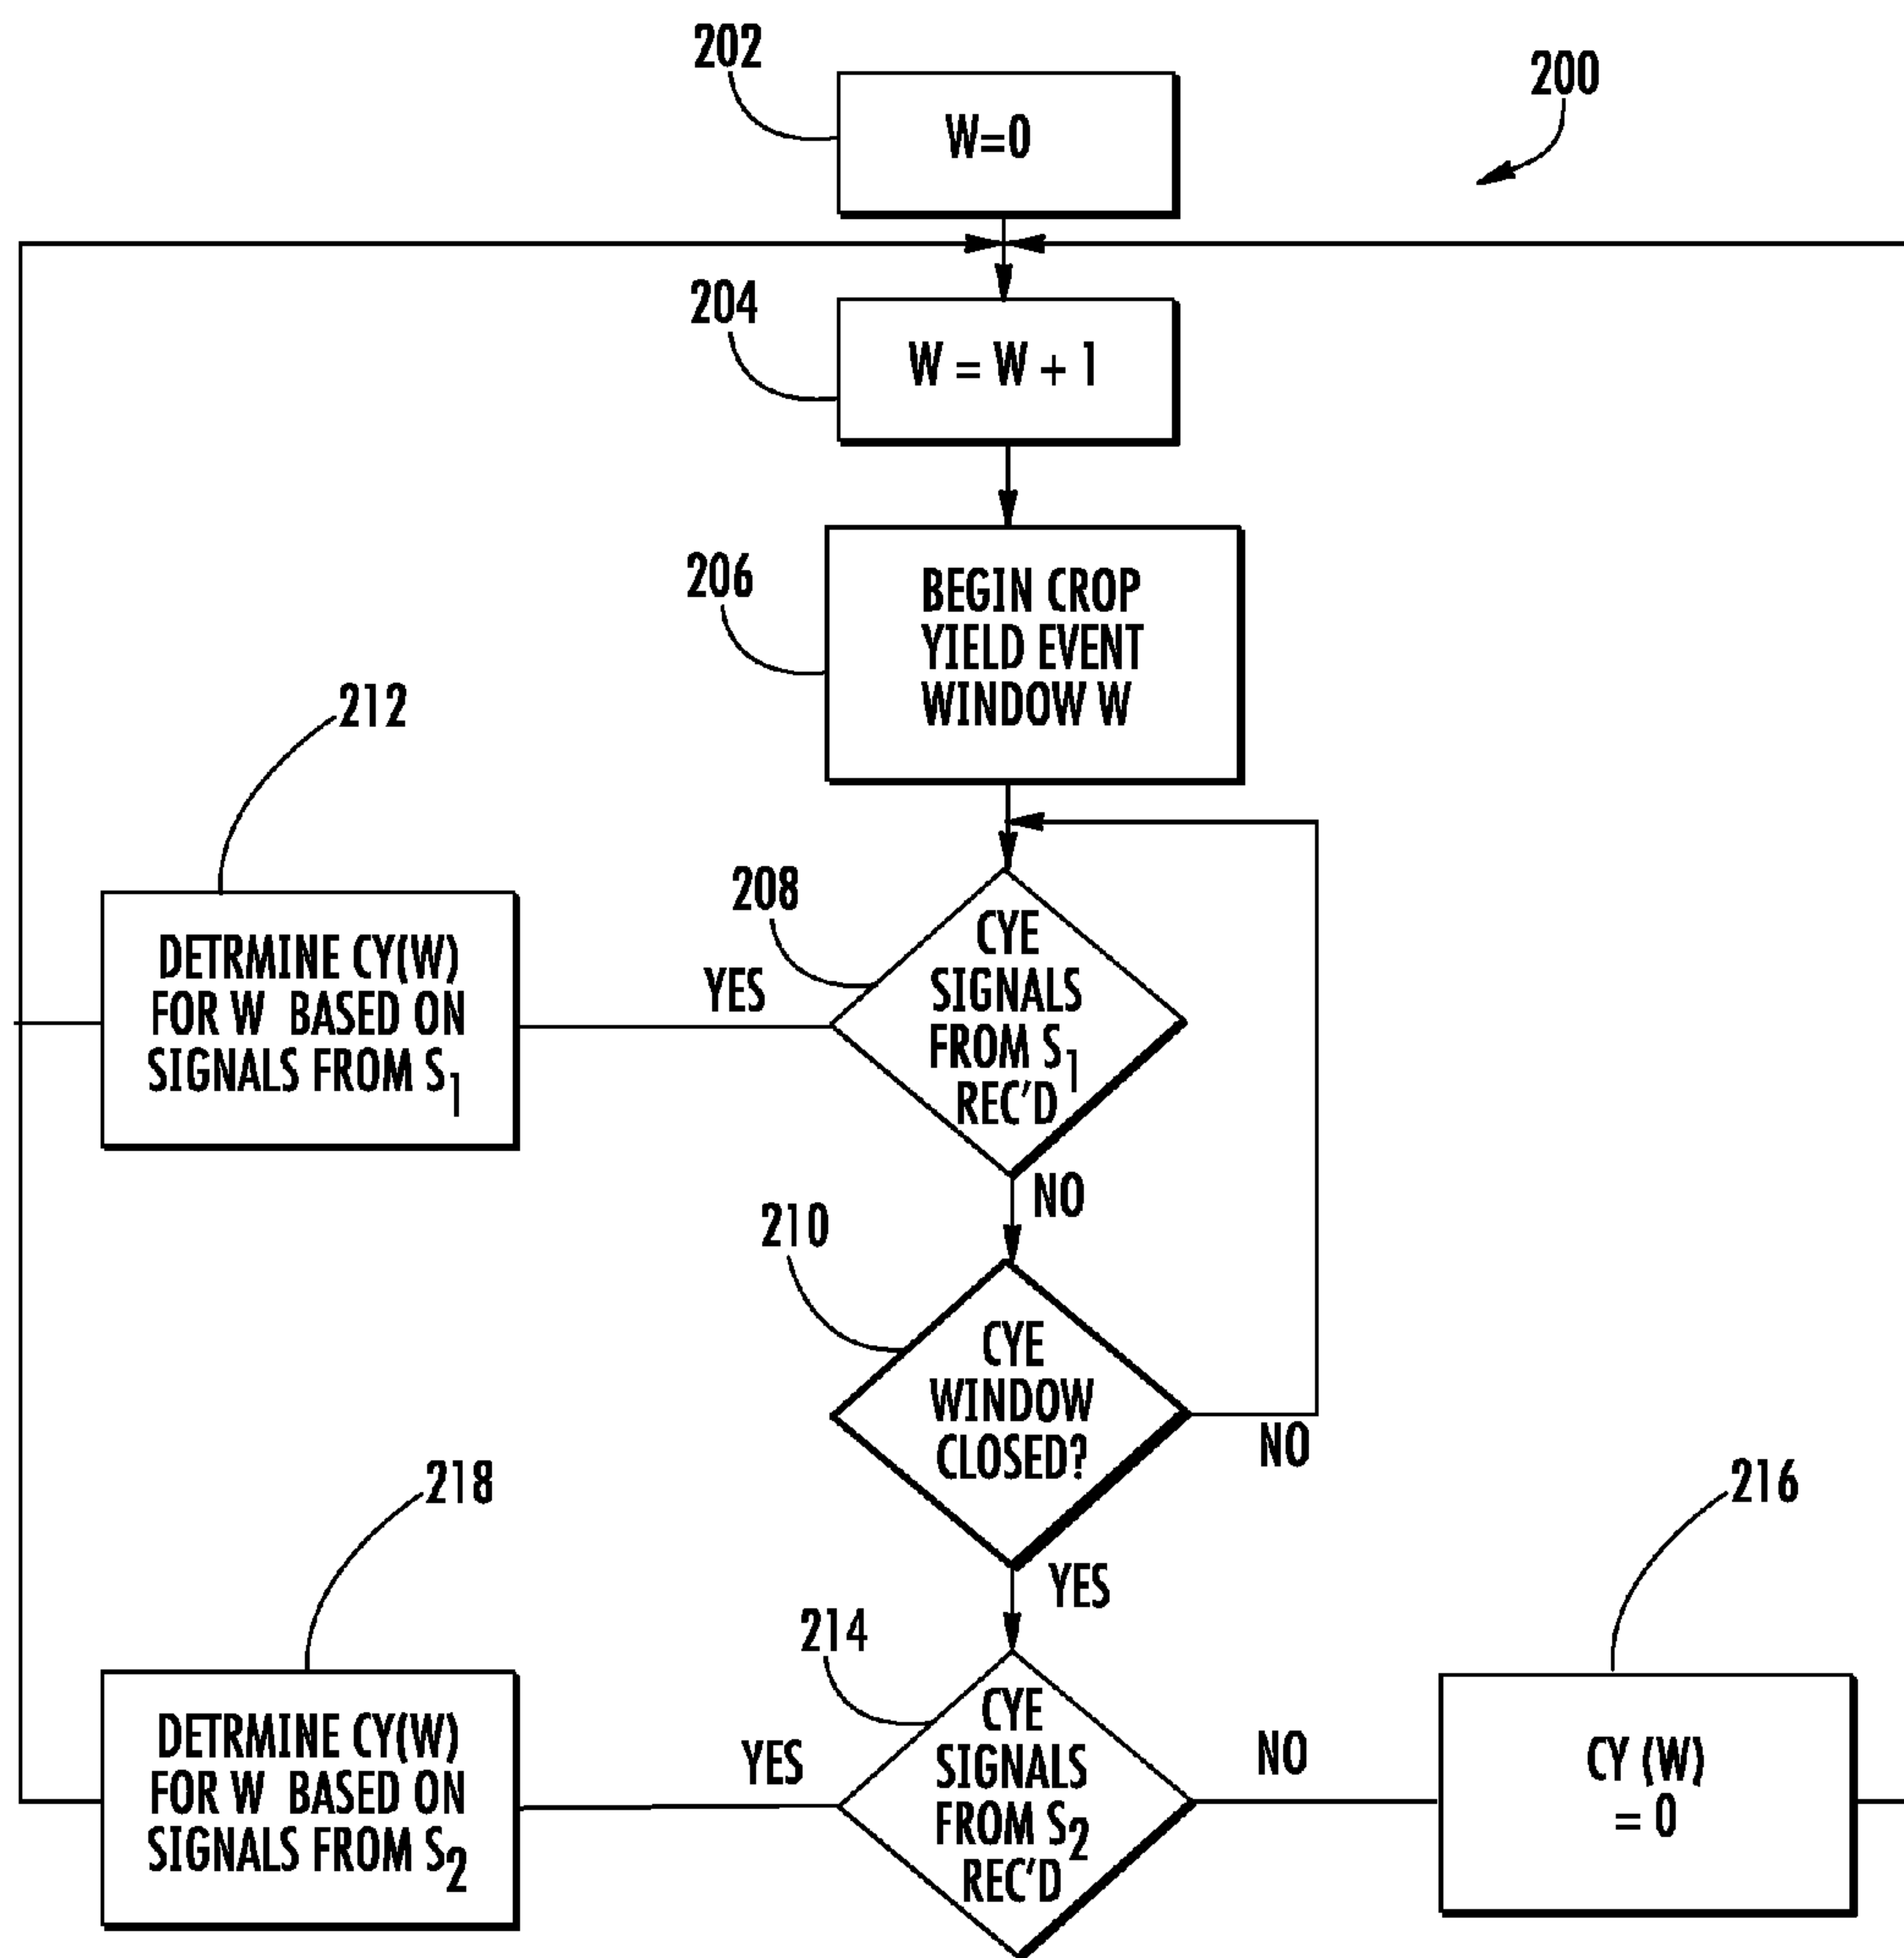 202
200
W=0
204
W = W + 1
206
BEGIN CROP
YIELD EVENT
WINDOW W
212
208
CYE
SIGNALS
FROM S₁
REC'D
YES
DETRMINE CY(W)
FOR W BASED ON
SIGNALS FROM S₁
NO
210
CYE
WINDOW
CLOSED?
NO
218
216
YES
214
CYE
SIGNALS
FROM S₂
REC'D
YES
NO
DETRMINE CY(W)
FOR W BASED ON
SIGNALS FROM S₂
CY (W)
= 0